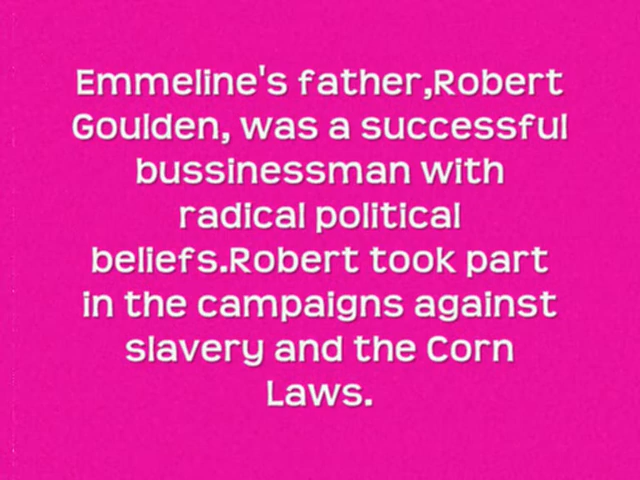 Emmeline's father,Robert
Goulden, was a successful
bussinessman with
radical political
beliefs.Robert took part
in the campaigns against
slavery and the Corn
Laws.